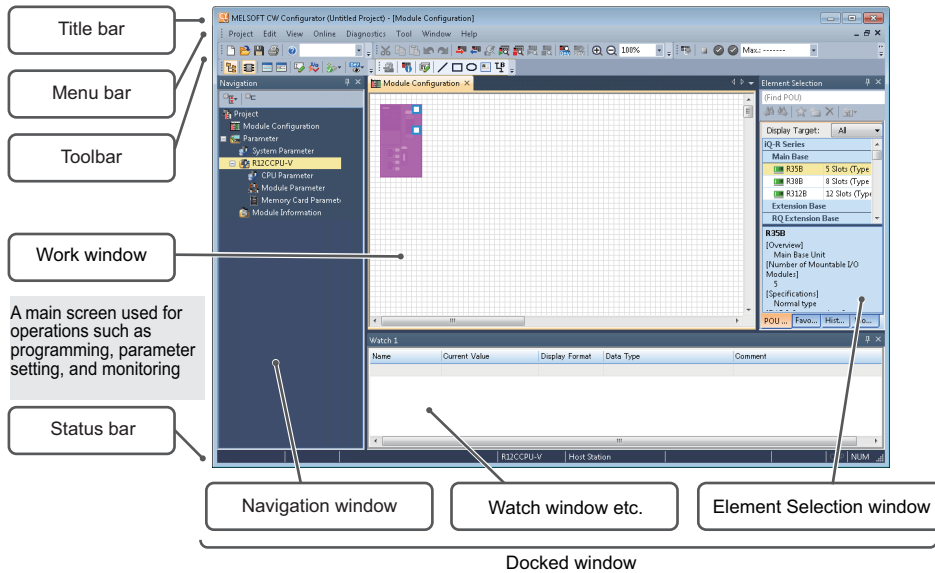 Title bar
Menu bar
Toolbar
Work window
A main screen used for
operations such as
programming, parameter
setting, and monitoring
Status bar
MELSOFT CW Configurator (Untitled Project) - [Module Configuration]
Project Edit View Online Diagnostics Tool Window Help
100%
Max.: -------
Navigation
Project
Module Configuration
Parameter
System Parameter
R12CCPU-V
CPU Parameter
Module Parameter
Memory Card Paramet
Module Information
Module Configuration
Element Selection
(Find POU)
Display Target: All
iQ-R Series
Main Base
R35B 5 Slots (Type
R38B 8 Slots (Type
R312B 12 Slots (Type
Extension Base
RQ Extension Base
R35B
[Overview]
Main Base Unit
[Number of Mountable I/O
Modules]
5
[Specifications]
Normal type
POU ... Favo... Hist...
Watch 1
Name Current Value Display Format Data Type Comment
R12CCPU-V Host Station NUM
Navigation window
Watch window etc.
Element Selection window
Docked window